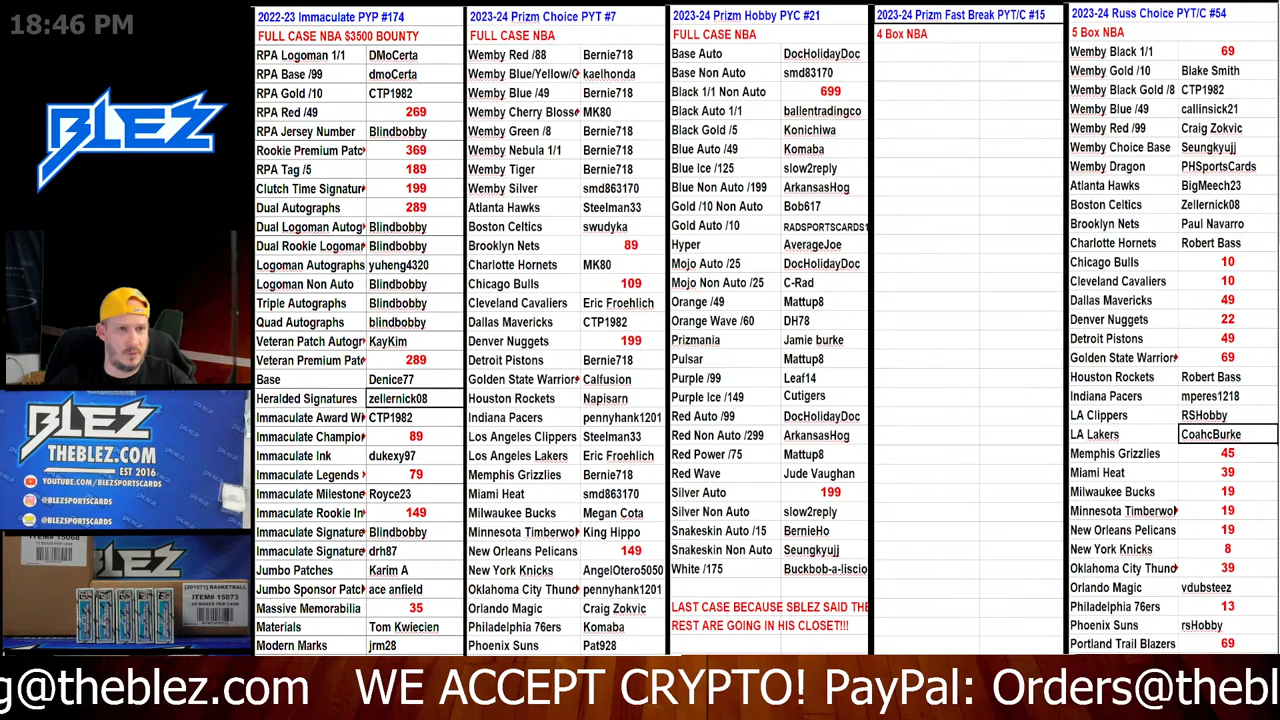 18:46 PM
BLEZ
BLEZ
THEBLEZ.COM
EST 2016
YOUTUBE.COM/BLEZSPORTSCARDS
@BLEZSPORTSCARDS
@BLEZSPORTSCARDS
ITEM# 15068
BLEZ
[201571] BASKETBALL
ITEM# 15073
20 BOXES PER CASE
2022-23 Immaculate PYP #174
FULL CASE NBA $3500 BOUNTY
RPA Logoman 1/1 DMoCerta
RPA Base /99 dmoCerta
RPA Gold /10 CTP1982
RPA Red /49 269
RPA Jersey Number Blindbobby
Rookie Premium Patc 369
RPA Tag /5 189
Clutch Time Signatur 199
Dual Autographs 289
Dual Logoman Autog Blindbobby
Dual Rookie Logoma Blindbobby
Logoman Autographs yuheng4320
Logoman Non Auto Blindbobby
Triple Autographs Blindbobby
Quad Autographs blindbobby
Veteran Patch Autogr KayKim
Veteran Premium Pat 289
Base Denice77
Heralded Signatures zellernick08
Immaculate Award W CTP1982
Immaculate Champio 89
Immaculate Ink dukexy97
Immaculate Legends 79
Immaculate Milestone Royce23
Immaculate Rookie In 149
Immaculate Signature Blindbobby
Immaculate Signature drh87
Jumbo Patches Karim A
Jumbo Sponsor Patc ace anfield
Massive Memorabilia 35
Materials Tom Kwiecien
Modern Marks jrm28
2023-24 Prizm Choice PYT #7
FULL CASE NBA
Wemby Red /88 Bernie718
Wemby Blue/Yellow/G kaelhonda
Wemby Blue /49 Bernie718
Wemby Cherry Blosso MK80
Wemby Green /8 Bernie718
Wemby Nebula 1/1 Bernie718
Wemby Tiger Bernie718
Wemby Silver smd863170
Atlanta Hawks Steelman33
Boston Celtics swudyka
Brooklyn Nets 89
Charlotte Hornets MK80
Chicago Bulls 109
Cleveland Cavaliers Eric Froehlich
Dallas Mavericks CTP1982
Denver Nuggets 199
Detroit Pistons Bernie718
Golden State Warrior Calfusion
Houston Rockets Napisarn
Indiana Pacers pennyhank1201
Los Angeles Clippers Steelman33
Los Angeles Lakers Eric Froehlich
Memphis Grizzlies Bernie718
Miami Heat smd863170
Milwaukee Bucks Megan Cota
Minnesota Timberwo King Hippo
New Orleans Pelicans 149
New York Knicks AngelOtero5050
Oklahoma City Thund pennyhank1201
Orlando Magic Craig Zokvic
Philadelphia 76ers Komaba
Phoenix Suns Pat928
2023-24 Prizm Hobby PYC #21
FULL CASE NBA
Base Auto DocHolidayDoc
Base Non Auto smd83170
Black 1/1 Non Auto 699
Black Auto 1/1 ballentradingco
Black Gold /5 Konichiwa
Blue Auto /49 Komaba
Blue Ice /125 slow2reply
Blue Non Auto /199 ArkansasHog
Gold /10 Non Auto Bob617
Gold Auto /10 RADSPORTSCARDS1
Hyper AverageJoe
Mojo Auto /25 DocHolidayDoc
Mojo Non Auto /25 C-Rad
Orange /49 Mattup8
Orange Wave /60 DH78
Prizmania Jamie burke
Pulsar Mattup8
Purple /99 Leaf14
Purple Ice /149 Cutigers
Red Auto /99 DocHolidayDoc
Red Non Auto /299 ArkansasHog
Red Power /75 Mattup8
Red Wave Jude Vaughan
Silver Auto 199
Silver Non Auto slow2reply
Snakeskin Auto /15 BernieHo
Snakeskin Non Auto Seungkyujj
White /175 Buckbob-a-liscio
LAST CASE BECAUSE SBLEZ SAID THE
REST ARE GOING IN HIS CLOSET!!!
2023-24 Prizm Fast Break PYT/C #15
4 Box NBA
2023-24 Russ Choice PYT/C #54
5 Box NBA
Wemby Black 1/1 69
Wemby Gold /10 Blake Smith
Wemby Black Gold /8 CTP1982
Wemby Blue /49 callinsick21
Wemby Red /99 Craig Zokvic
Wemby Choice Base Seungkyujj
Wemby Dragon PHSportsCards
Atlanta Hawks BigMeech23
Boston Celtics Zellernick08
Brooklyn Nets Paul Navarro
Charlotte Hornets Robert Bass
Chicago Bulls 10
Cleveland Cavaliers 10
Dallas Mavericks 49
Denver Nuggets 22
Detroit Pistons 49
Golden State Warrior 69
Houston Rockets Robert Bass
Indiana Pacers mperes1218
LA Clippers RSHobby
LA Lakers CoahcBurke
Memphis Grizzlies 45
Miami Heat 39
Milwaukee Bucks 19
Minnesota Timberwo 19
New Orleans Pelicans 19
New York Knicks 8
Oklahoma City Thund 39
Orlando Magic vdubsteez
Philadelphia 76ers 13
Phoenix Suns rsHobby
Portland Trail Blazers 69
g@theblez.com WE ACCEPT CRYPTO! PayPal: Orders@thebl